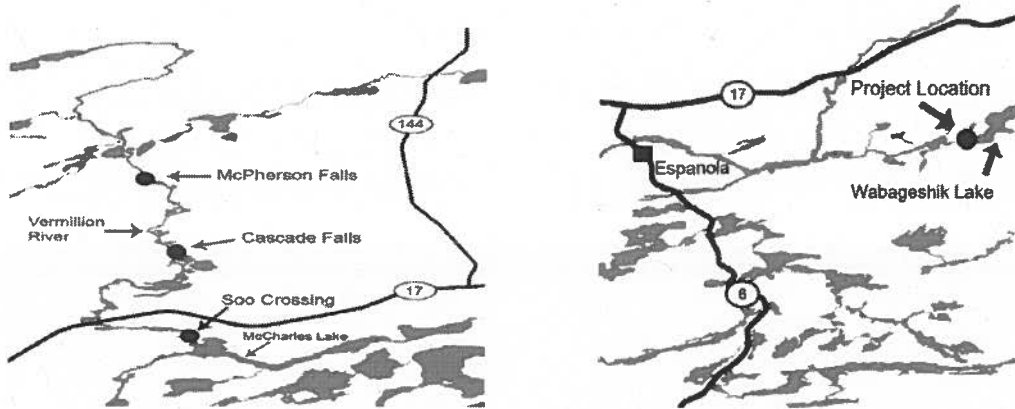 144
McPherson Falls
Vermillion
River
Cascade Falls
17
Soo Crossing
McCharles Lake
17
Project Location
Espanola
Wabageshik Lake
6